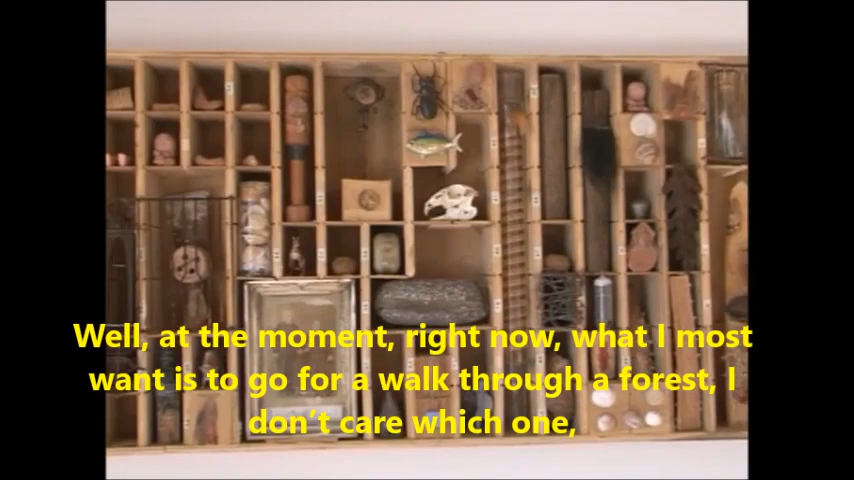 Well, at the moment, right now, what I most
want is to go for a walk through a forest, I
don’t care which one,